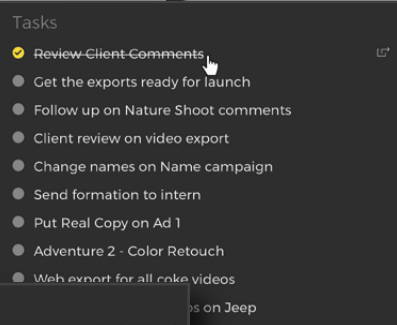 Tasks
Review Client Comments
Get the exports ready for launch
Follow up on Nature Shoot comments
Client review on video export
Change names on Name campaign
Send formation to intern
Put Real Copy on Ad 1
Adventure 2 - Color Retouch
Web export for all coke videos
on Jeep